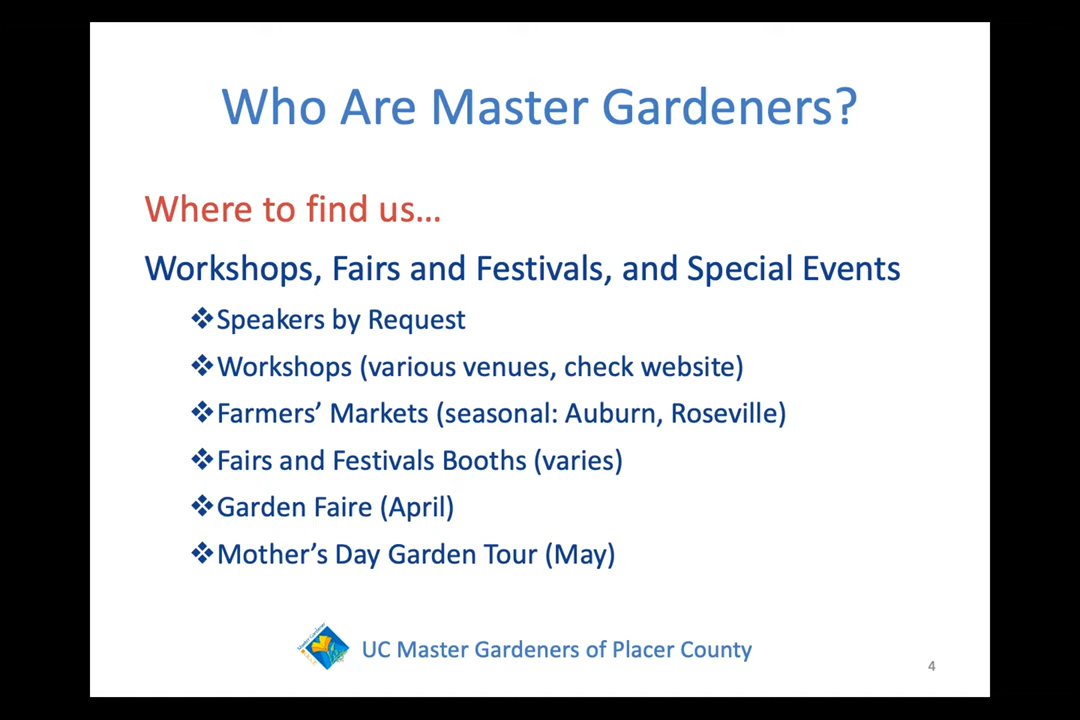 Who Are Master Gardeners?
Where to find us...
Workshops, Fairs and Festivals, and Special Events
❖Speakers by Request
❖Workshops (various venues, check website)
❖Farmers’ Markets (seasonal: Auburn, Roseville)
❖Fairs and Festivals Booths (varies)
❖Garden Faire (April)
❖Mother’s Day Garden Tour (May)
Master Gardener
UC Master Gardeners of Placer County
4